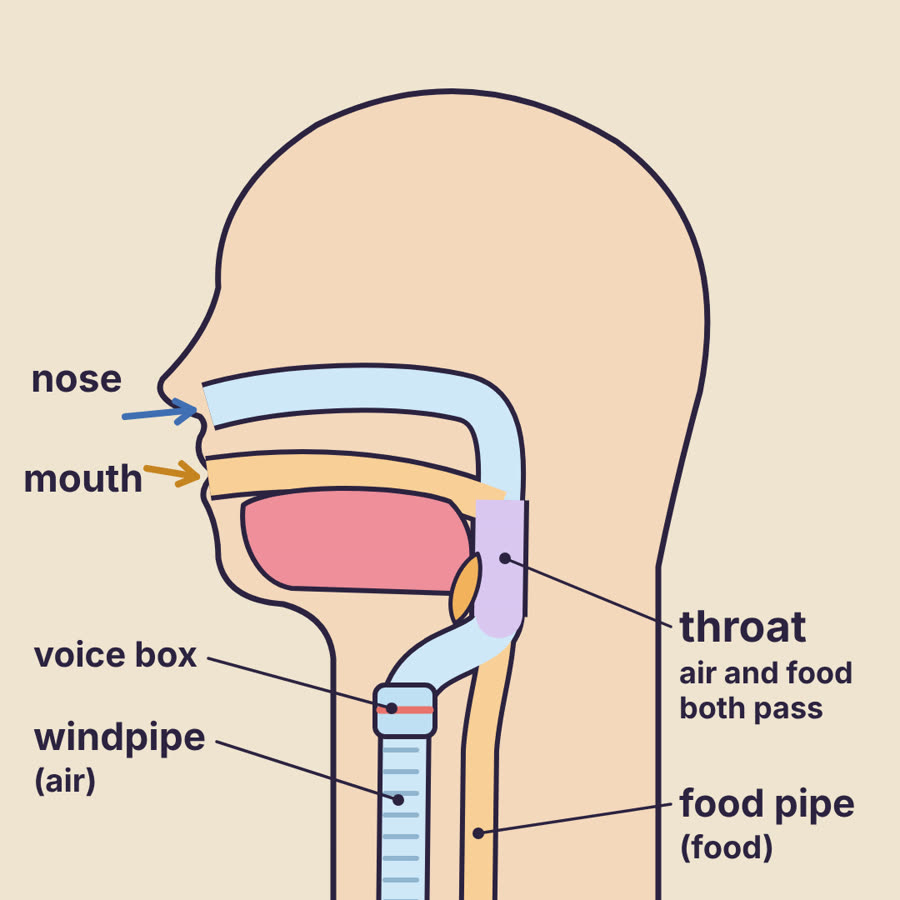 nose
mouth
voice box
windpipe
(air)
throat
air and food
both pass
food pipe
(food)